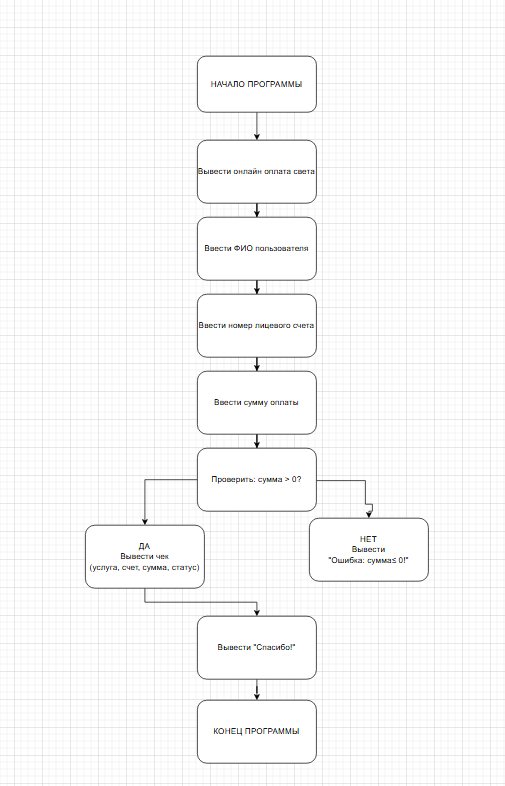 НАЧАЛО ПРОГРАММЫ
Вывести онлайн оплата света
Ввести ФИО пользователя
Ввести номер лицевого счета
Ввести сумму оплаты
Проверить: сумма > 0?
ДА
Вывести чек
(услуга, счет, сумма, статус)
НЕТ
Вывести
"Ошибка: сумма≤ 0!"
Вывести "Спасибо!"
КОНЕЦ ПРОГРАММЫ